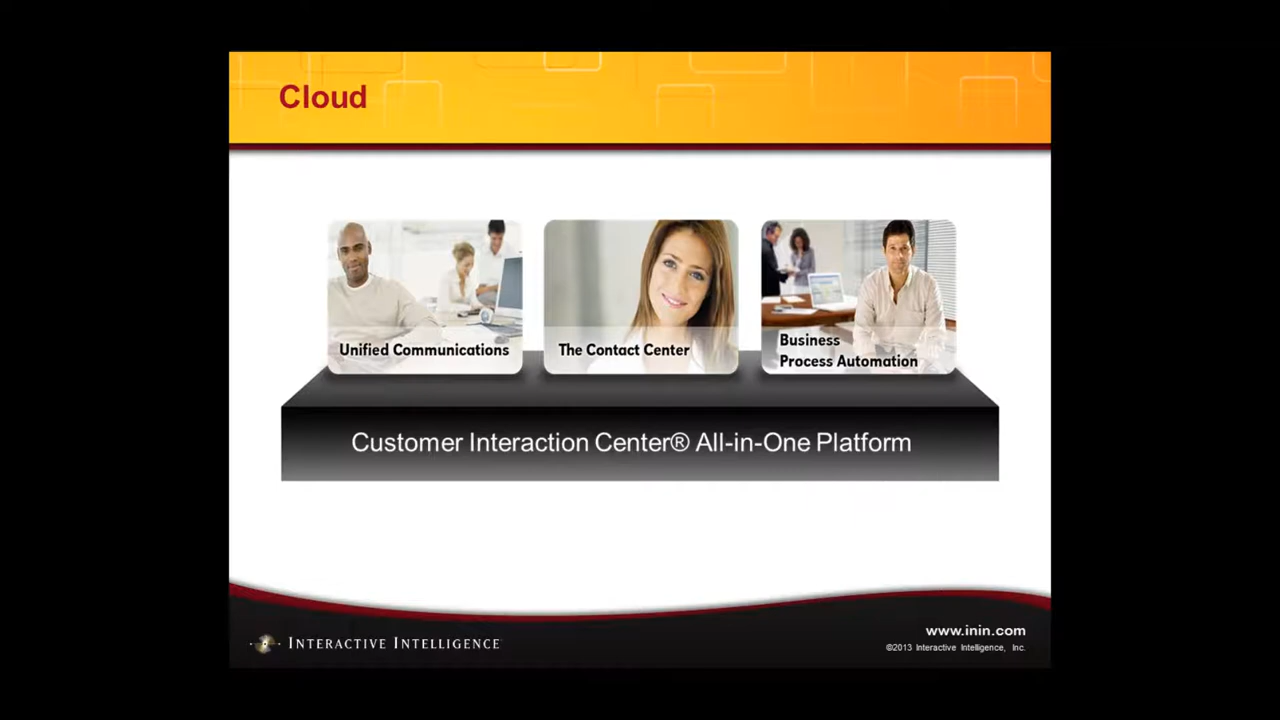 Cloud
Unified Communications
The Contact Center
Business
Process Automation
Customer Interaction Center® All-in-One Platform
INTERACTIVE INTELLIGENCE
www.inin.com
©2013 Interactive Intelligence, Inc.